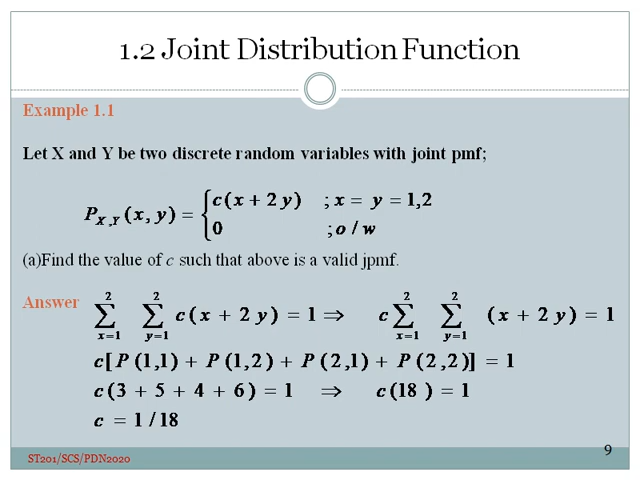 1.2 Joint Distribution Function
Example 1.1
Let X and Y be two discrete random variables with joint pmf;
P_{X,Y}(x, y) = { c(x + 2y) ; x = y = 1,2
0 ; o / w
(a)Find the value of c such that above is a valid jpmf.
Answer ∑_{x=1}^{2} ∑_{y=1}^{2} c(x + 2y) = 1 ⇒ c ∑_{x=1}^{2} ∑_{y=1}^{2} (x + 2y) = 1
c[P(1,1) + P(1,2) + P(2,1) + P(2,2)] = 1
c(3 + 5 + 4 + 6) = 1 ⇒ c(18) = 1
c = 1/18
ST201/SCS/PDN2020
9